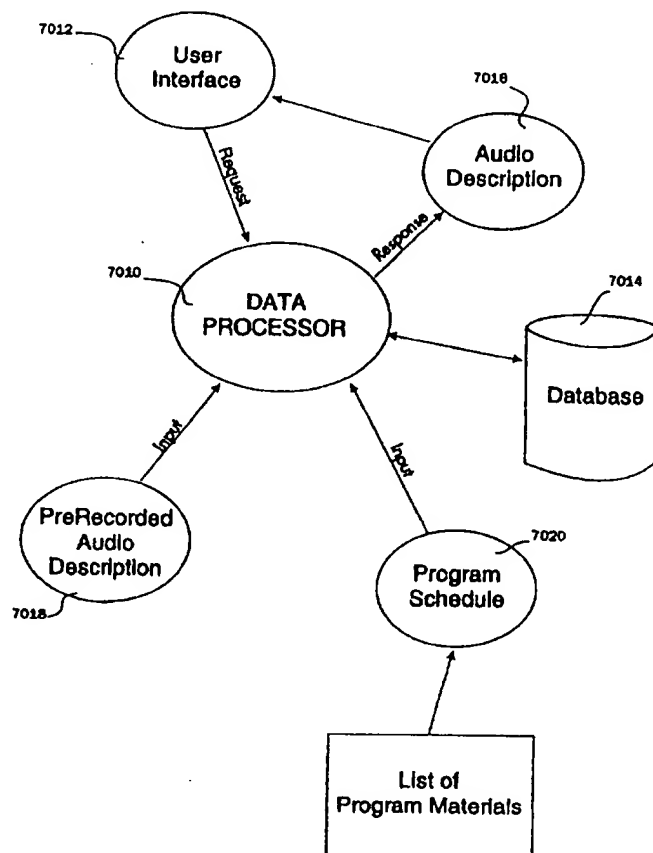 7012
User
Interface
7016
Audio
Description
Request
Response
7010
DATA
PROCESSOR
7014
Database
Input
Input
PreRecorded
Audio
Description
7018
7020
Program
Schedule
List of
Program Materials